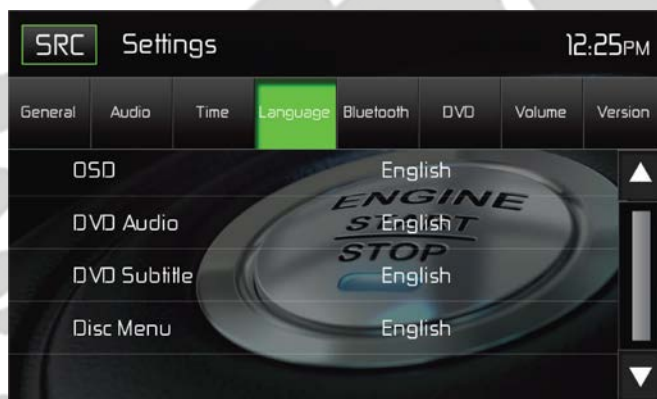 SRC Settings 12:25PM
General Audio Time Language Bluetooth DVD Volume Version
OSD English
DVD Audio English
DVD Subtitle English
Disc Menu English
ENGINE
START
STOP